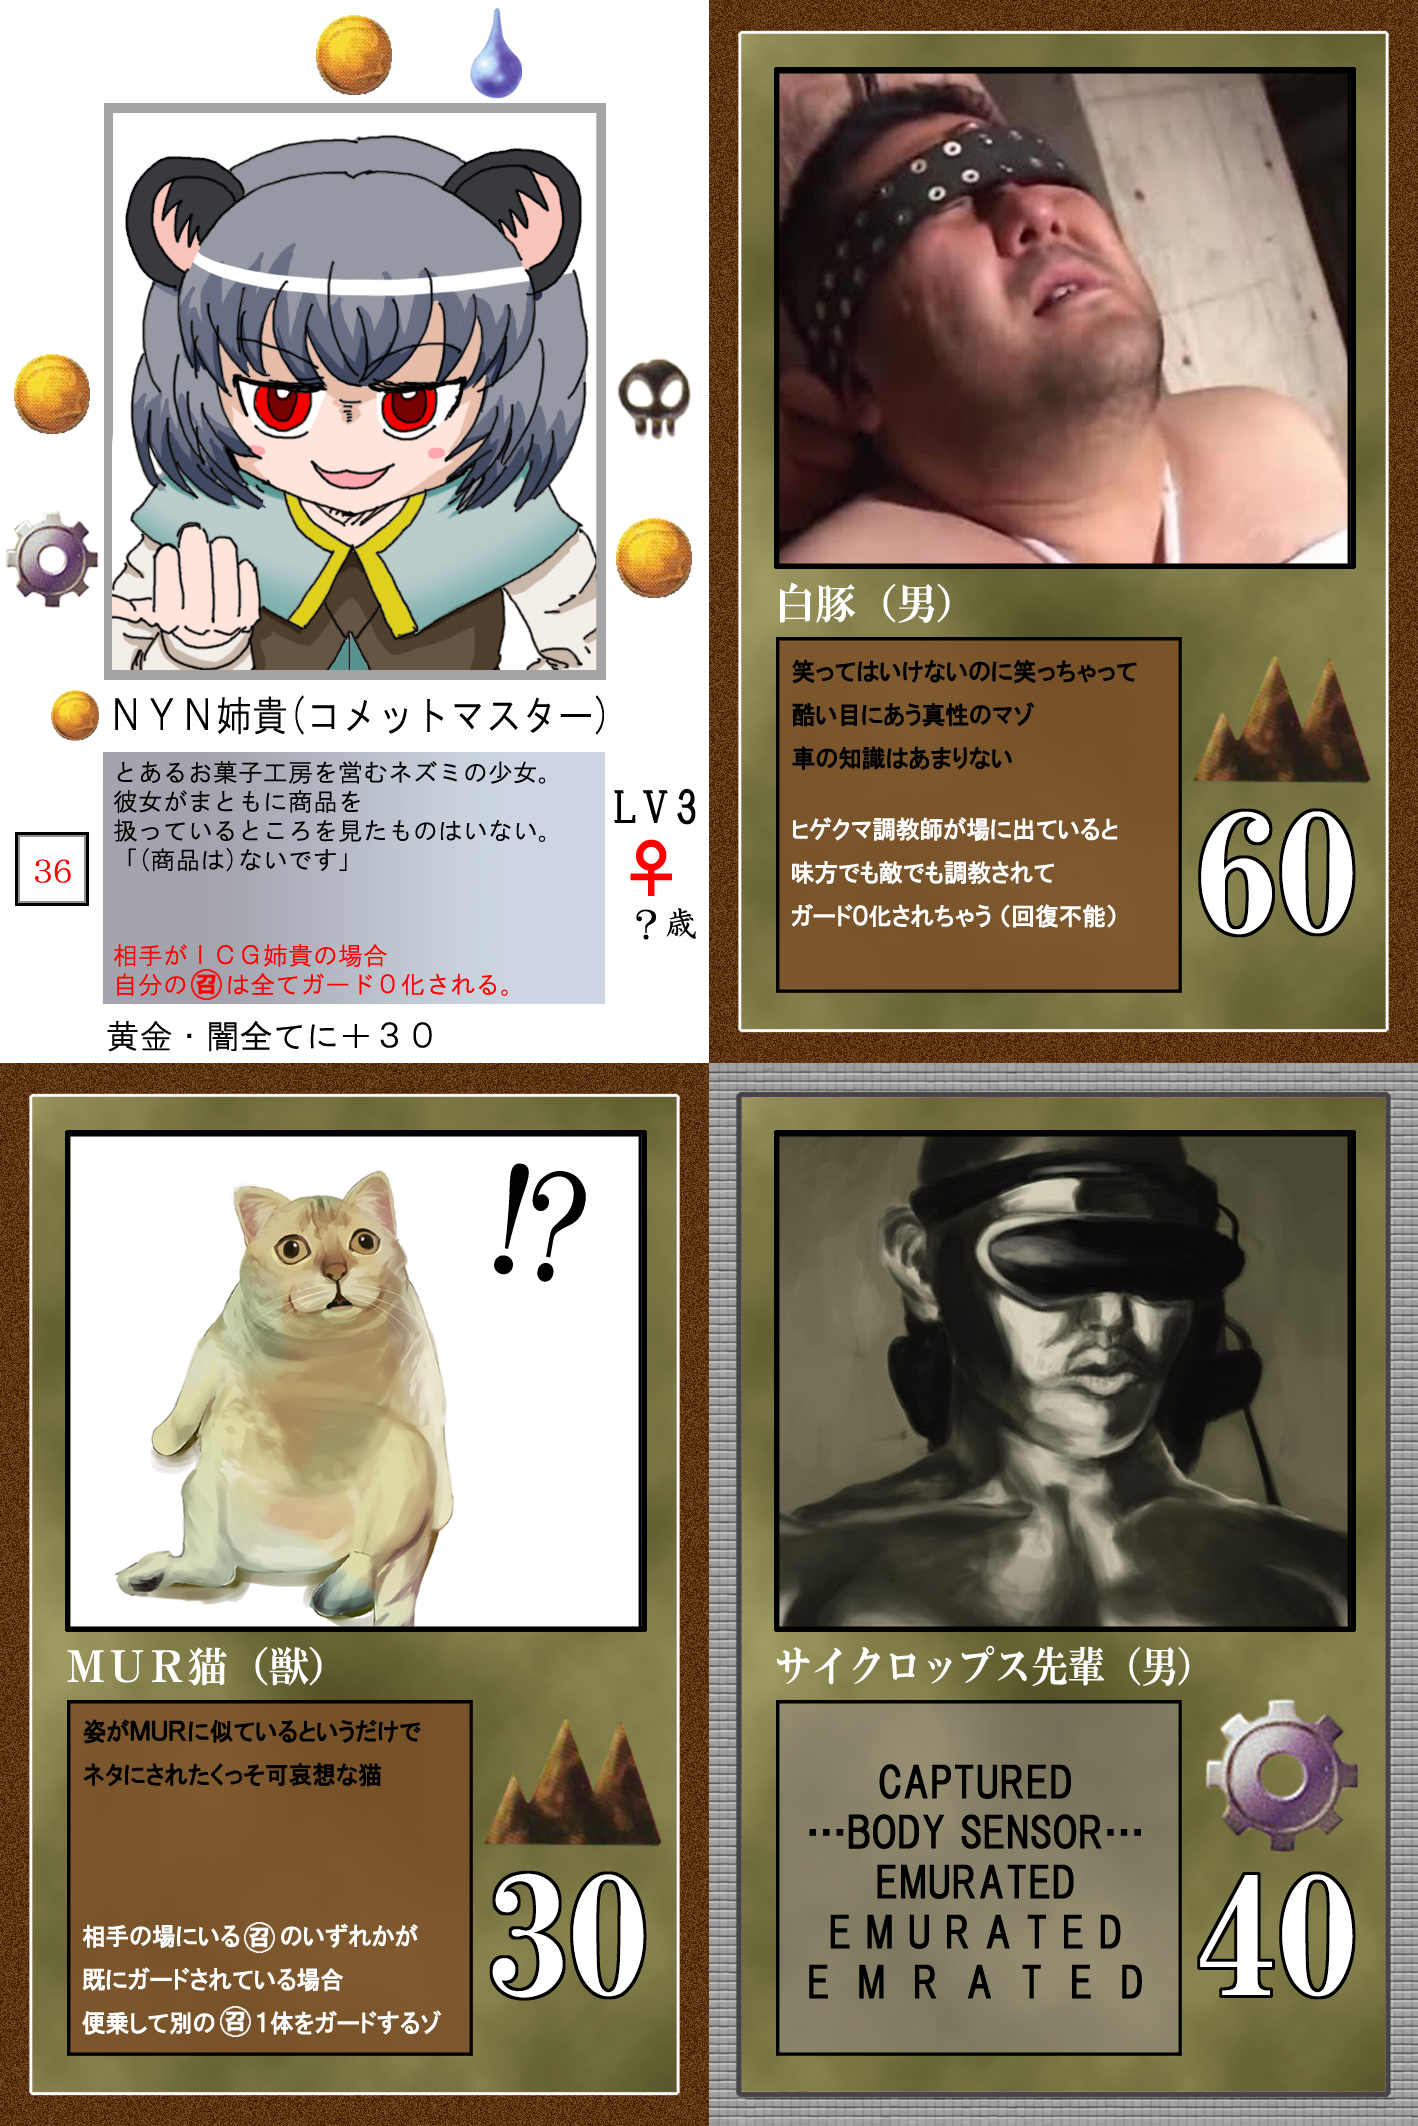 ＮＹＮ姉貴(コメットマスター)
とあるお菓子工房を営むネズミの少女。
彼女がまともに商品を
扱っているところを見たものはいない。
「(商品は)ないです」
相手がＩＣＧ姉貴の場合
自分の㊁は全てガード０化される。
36
LV3
♀
？歳
黄金・闇全てに＋３０
白豚（男）
笑ってはいけないのに笑っちゃって
酷い目にあう真性のマゾ
車の知識はあまりない
ヒゲクマ調教師が場に出ていると
味方でも敵でも調教されて
ガード0化されちゃう（回復不能）
60
!?
ＭＵＲ猫（獣）
姿がMURに似ているというだけで
ネタにされたくっそ可哀想な猫
相手の場にいる召のいずれかが
既にガードされている場合
便乗して別の召1体をガードするゾ
30
サイクロップス先輩（男）
CAPTURED
…BODY SENSOR…
EMURATED
EMURATED
EMRATED
40